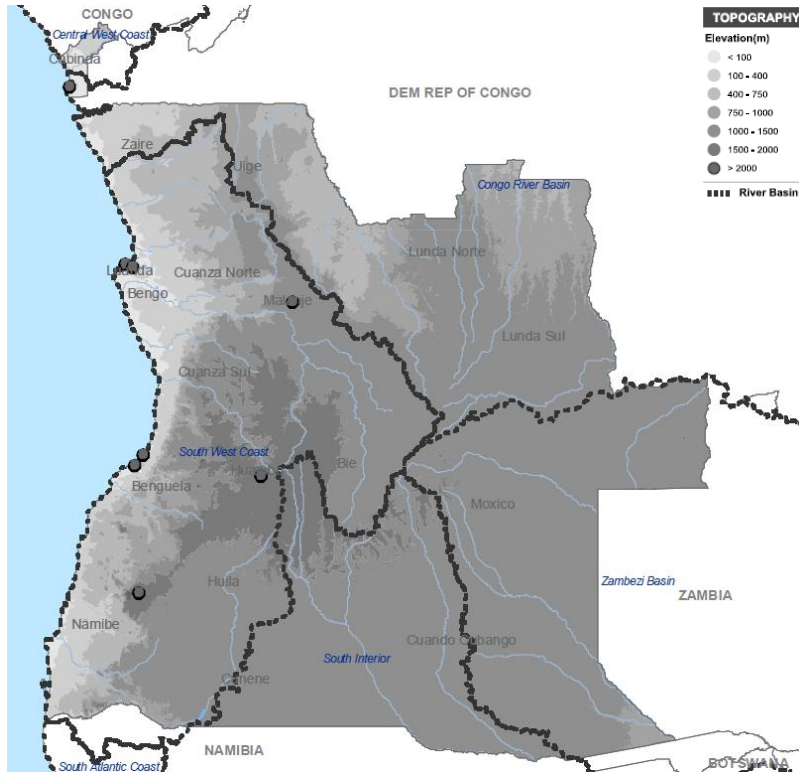 CONGO
Central West Coast
Cabinda
TOPOGRAPHY
Elevation(m)
< 100
100 - 400
400 - 750
750 - 1000
1000 - 1500
1500 - 2000
> 2000
River Basin
DEM REP OF CONGO
Zaire
Uige
Congo River Basin
Lunda Norte
Luanda
Cuanza Norte
Bengo
Malanje
Lunda Sul
Cuanza Sul
South West Coast
Huambo
Bie
Benguela
Moxico
Huila
Zambezi Basin
ZAMBIA
Namibe
Cuando Cubango
South Interior
Cunene
NAMIBIA
BOTSWANA
South Atlantic Coast